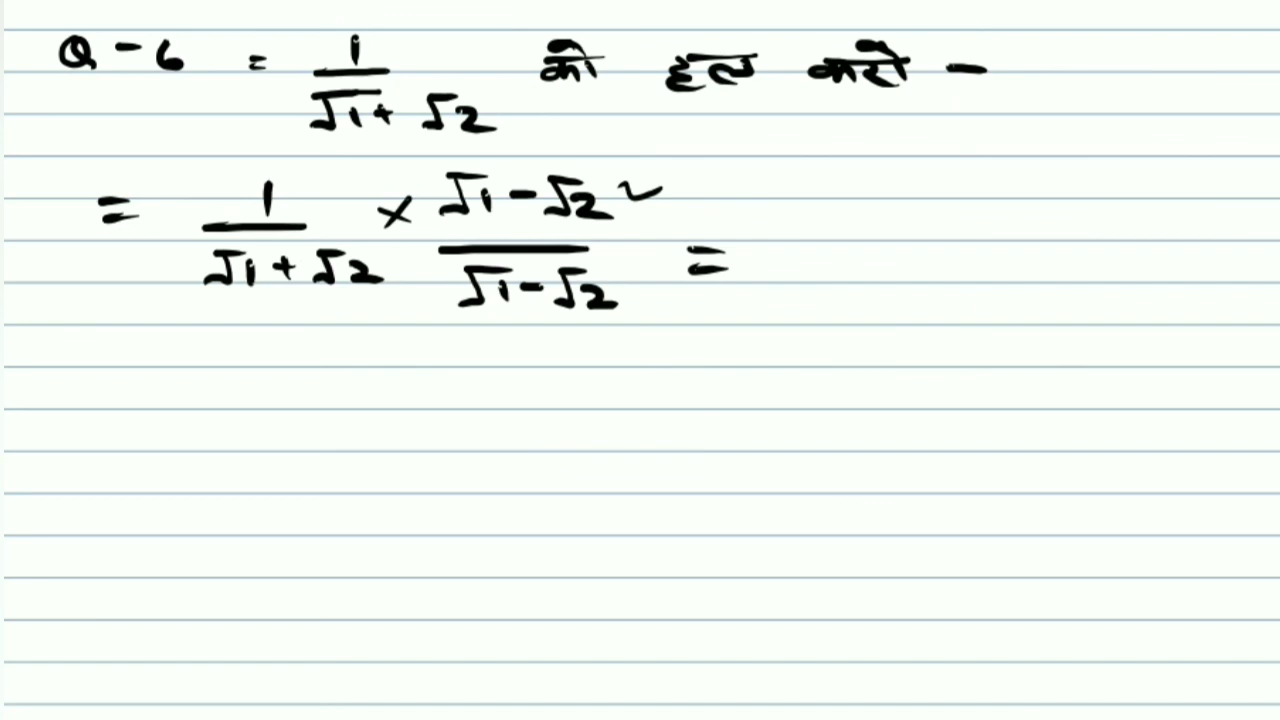 Q - 6 = 1/(√1 + √2) को हल करो -
= 1/(√1 + √2) × (√1 - √2)/(√1 - √2) =